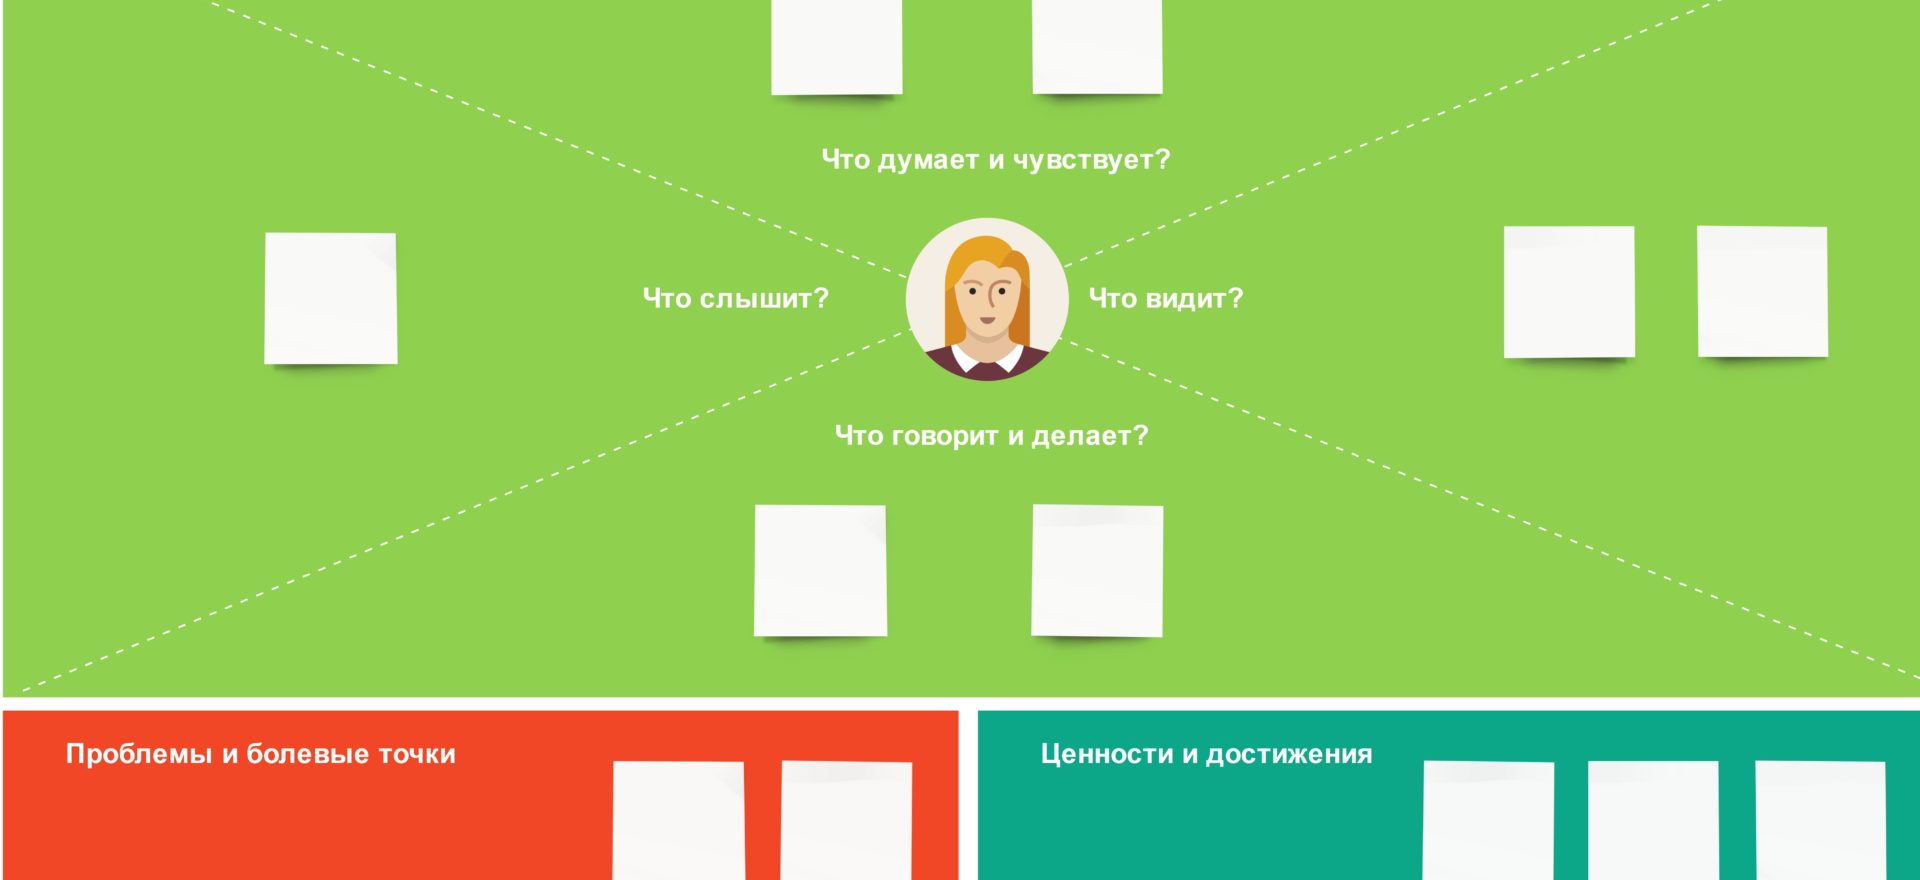 Что думает и чувствует?
Что слышит?
Что видит?
Что говорит и делает?
Проблемы и болевые точки
Ценности и достижения